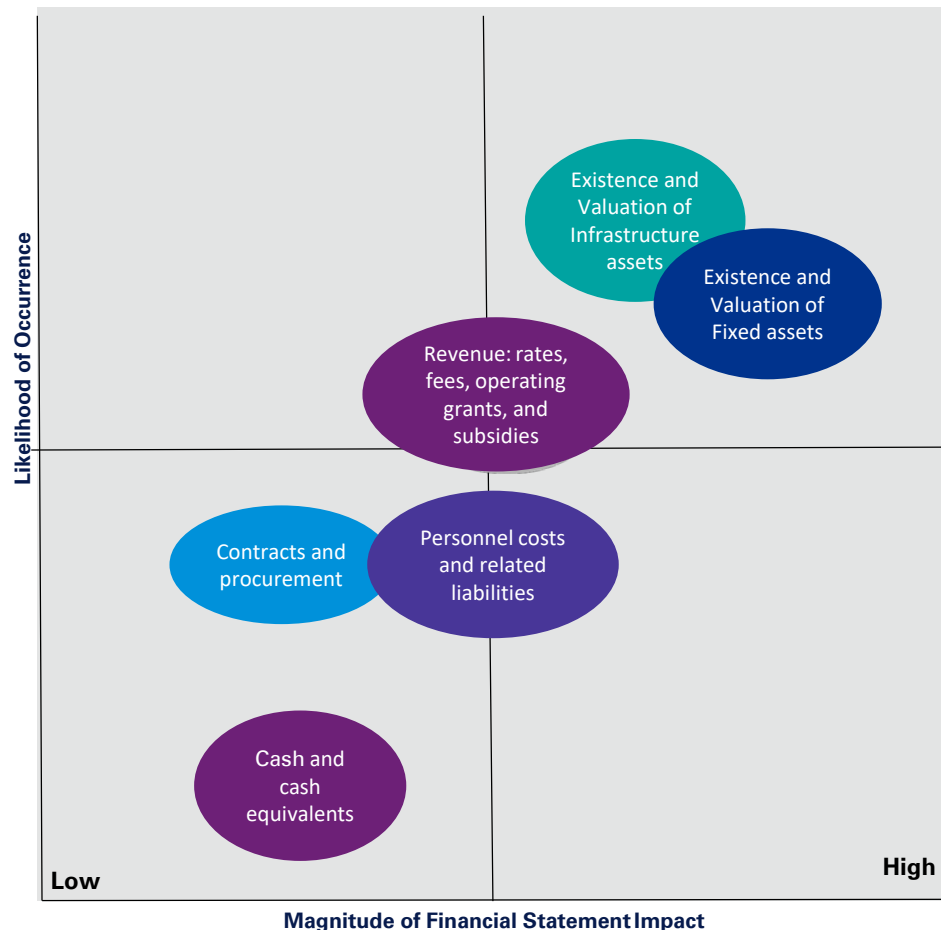 Likelihood of Occurrence
Existence and
Valuation of
Infrastructure
assets
Existence and
Valuation of
Fixed assets
Revenue: rates,
fees, operating
grants, and
subsidies
Contracts and
procurement
Personnel costs
and related
liabilities
Cash and
cash
equivalents
Low
High
Magnitude of Financial Statement Impact